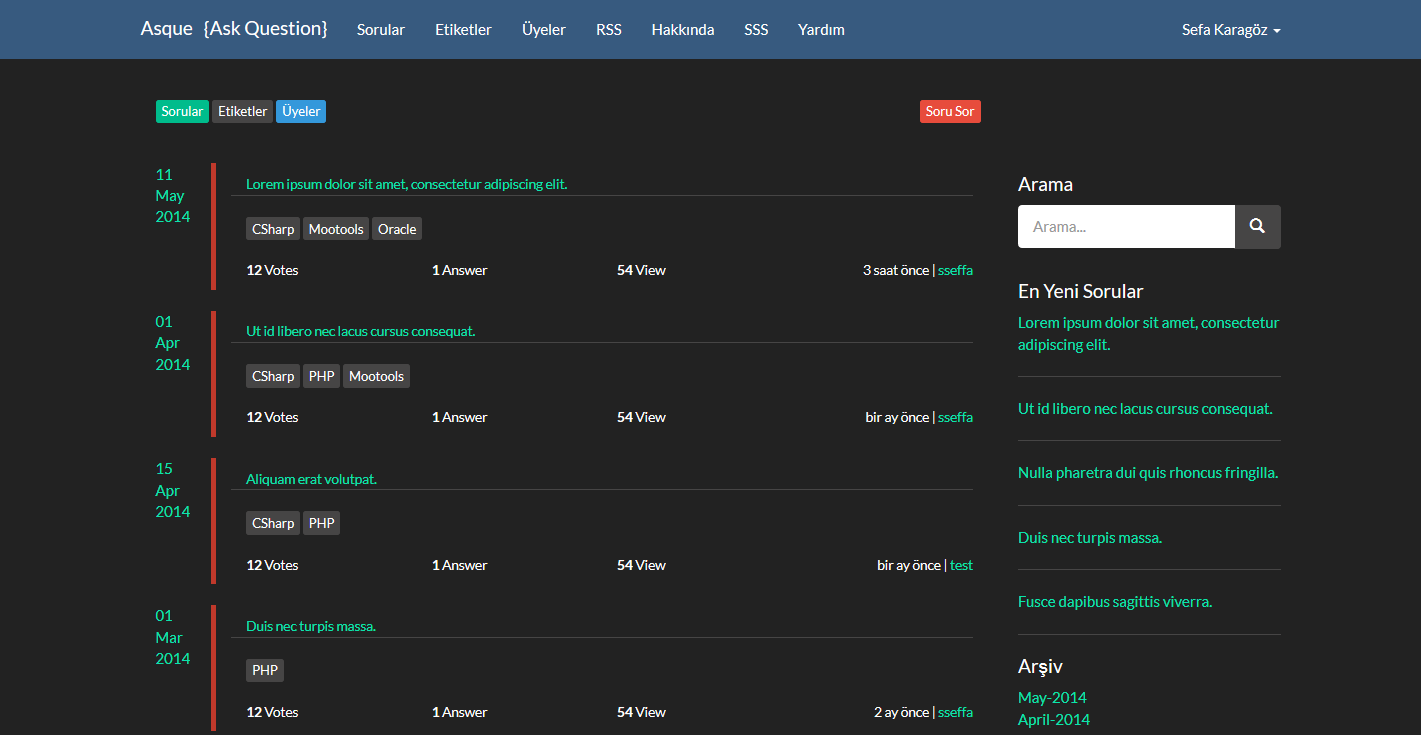 Asque {Ask Question} Sorular Etiketler Üyeler RSS Hakkında SSS Yardım Sefa Karagöz
Sorular Etiketler Üyeler Soru Sor
11
May
2014
Lorem ipsum dolor sit amet, consectetur adipiscing elit.
CSharp Mootools Oracle
12 Votes 1 Answer 54 View 3 saat önce | sseffa
01
Apr
2014
Ut id libero nec lacus cursus consequat.
CSharp PHP Mootools
12 Votes 1 Answer 54 View bir ay önce | sseffa
15
Apr
2014
Aliquam erat volutpat.
CSharp PHP
12 Votes 1 Answer 54 View bir ay önce | test
01
Mar
2014
Duis nec turpis massa.
PHP
12 Votes 1 Answer 54 View 2 ay önce | sseffa
Arama
Arama...
En Yeni Sorular
Lorem ipsum dolor sit amet, consectetur
adipiscing elit.
Ut id libero nec lacus cursus consequat.
Nulla pharetra dui quis rhoncus fringilla.
Duis nec turpis massa.
Fusce dapibus sagittis viverra.
Arşiv
May-2014
April-2014